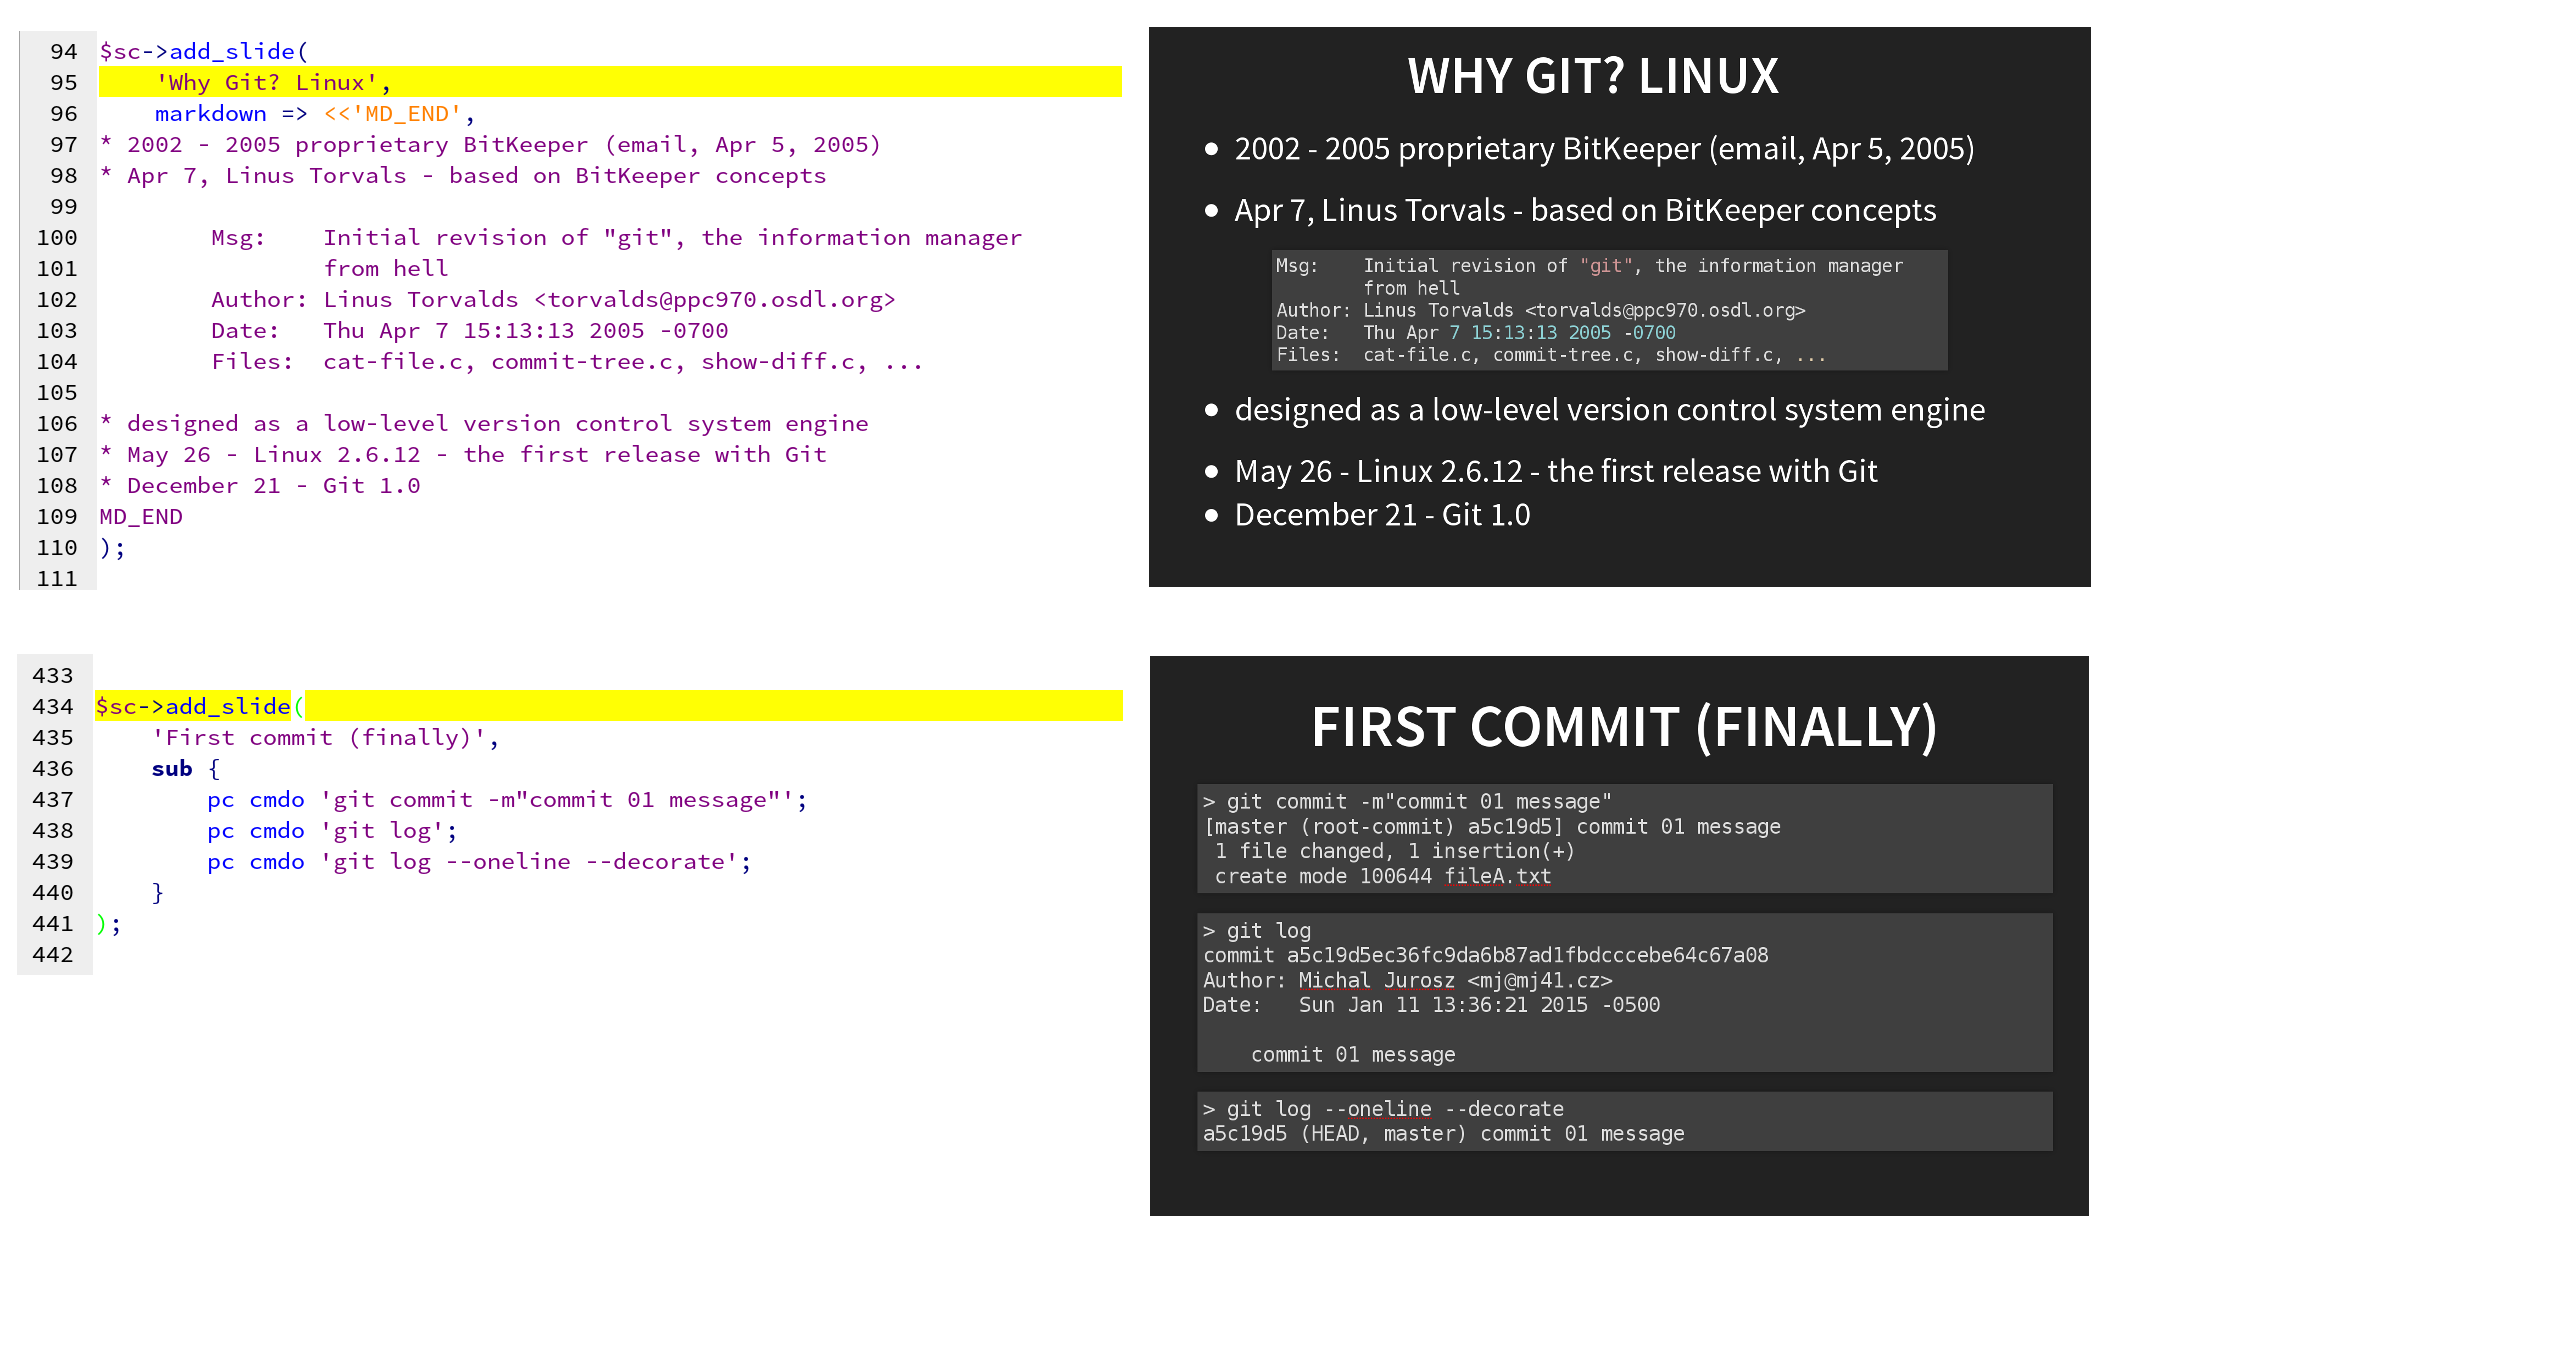 94 $sc->add_slide(
95     'Why Git? Linux',
96     markdown => <<'MD_END',
97 * 2002 - 2005 proprietary BitKeeper (email, Apr 5, 2005)
98 * Apr 7, Linus Torvals - based on BitKeeper concepts
99
100         Msg:    Initial revision of "git", the information manager
101                 from hell
102         Author: Linus Torvalds <torvalds@ppc970.osdl.org>
103         Date:   Thu Apr 7 15:13:13 2005 -0700
104         Files:  cat-file.c, commit-tree.c, show-diff.c, ...
105
106 * designed as a low-level version control system engine
107 * May 26 - Linux 2.6.12 - the first release with Git
108 * December 21 - Git 1.0
109 MD_END
110 );
111
WHY GIT? LINUX
• 2002 - 2005 proprietary BitKeeper (email, Apr 5, 2005)
• Apr 7, Linus Torvals - based on BitKeeper concepts
Msg:    Initial revision of "git", the information manager
        from hell
Author: Linus Torvalds <torvalds@ppc970.osdl.org>
Date:   Thu Apr 7 15:13:13 2005 -0700
Files:  cat-file.c, commit-tree.c, show-diff.c, ...
• designed as a low-level version control system engine
• May 26 - Linux 2.6.12 - the first release with Git
• December 21 - Git 1.0
433
434 $sc->add_slide(
435     'First commit (finally)',
436     sub {
437         pc cmdo 'git commit -m"commit 01 message"';
438         pc cmdo 'git log';
439         pc cmdo 'git log --oneline --decorate';
440     }
441 );
442
FIRST COMMIT (FINALLY)
> git commit -m"commit 01 message"
[master (root-commit) a5c19d5] commit 01 message
 1 file changed, 1 insertion(+)
 create mode 100644 fileA.txt
> git log
commit a5c19d5ec36fc9da6b87ad1fbdcccebe64c67a08
Author: Michal Jurosz <mj@mj41.cz>
Date:   Sun Jan 11 13:36:21 2015 -0500
    commit 01 message
> git log --oneline --decorate
a5c19d5 (HEAD, master) commit 01 message